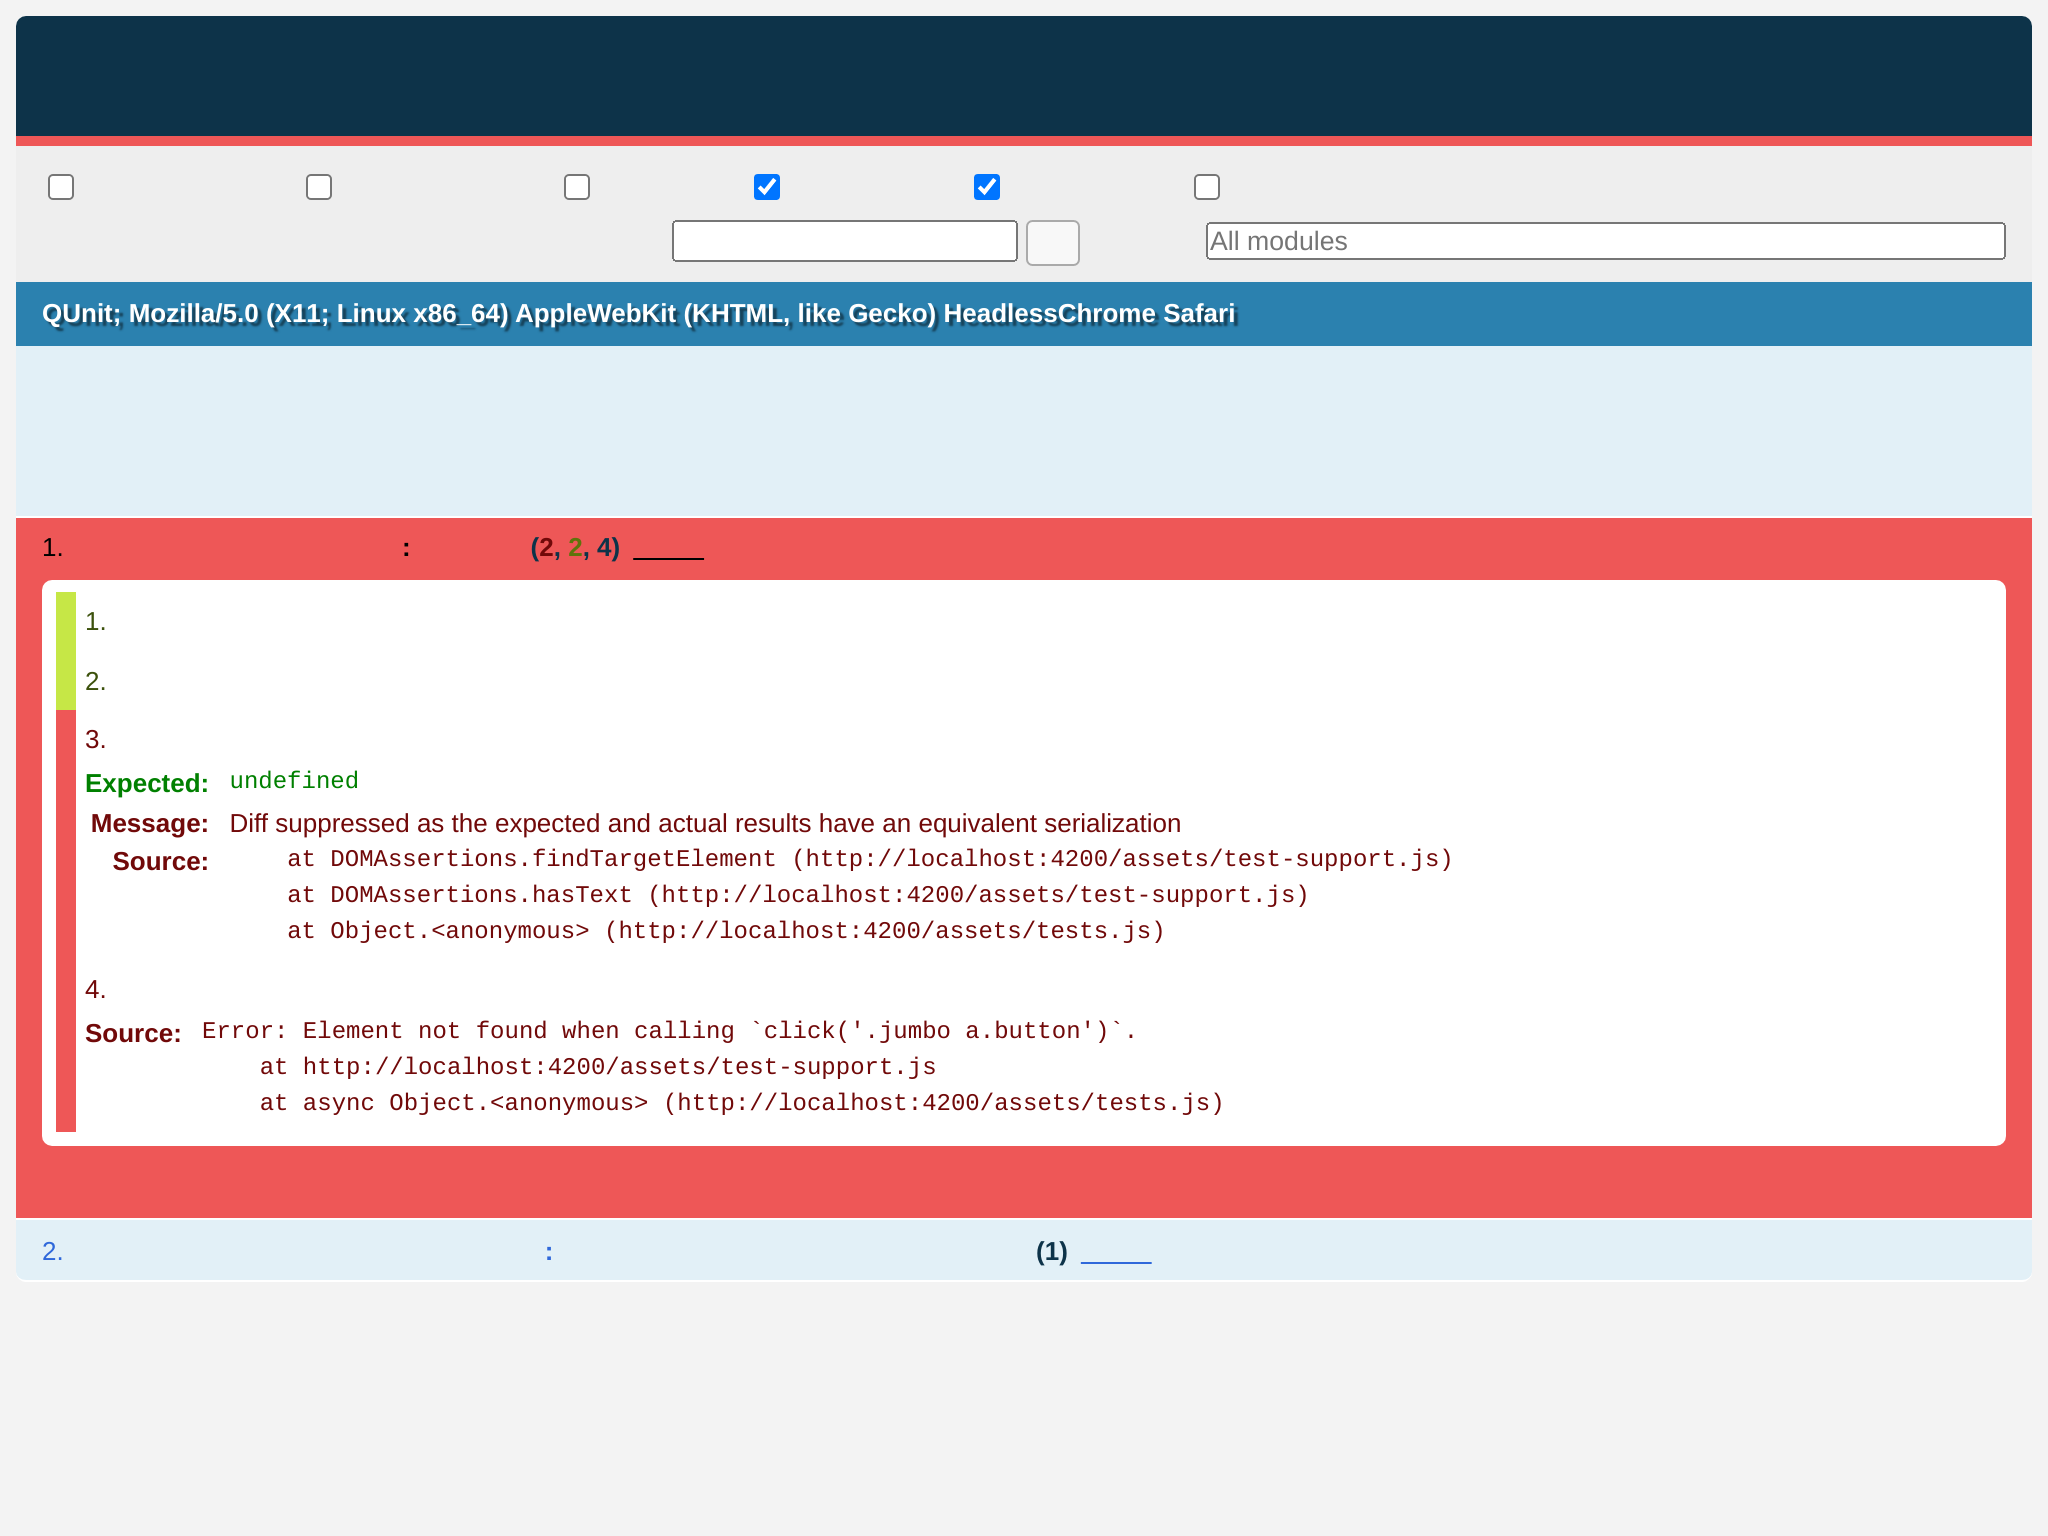 All modules
QUnit; Mozilla/5.0 (X11; Linux x86_64) AppleWebKit (KHTML, like Gecko) HeadlessChrome Safari
1. : (2, 2, 4)
1.
2.
3.
Expected: undefined
Message: Diff suppressed as the expected and actual results have an equivalent serialization
Source: at DOMAssertions.findTargetElement (http://localhost:4200/assets/test-support.js)
at DOMAssertions.hasText (http://localhost:4200/assets/test-support.js)
at Object.<anonymous> (http://localhost:4200/assets/tests.js)
4.
Source: Error: Element not found when calling `click('.jumbo a.button')`.
at http://localhost:4200/assets/test-support.js
at async Object.<anonymous> (http://localhost:4200/assets/tests.js)
2. : (1)